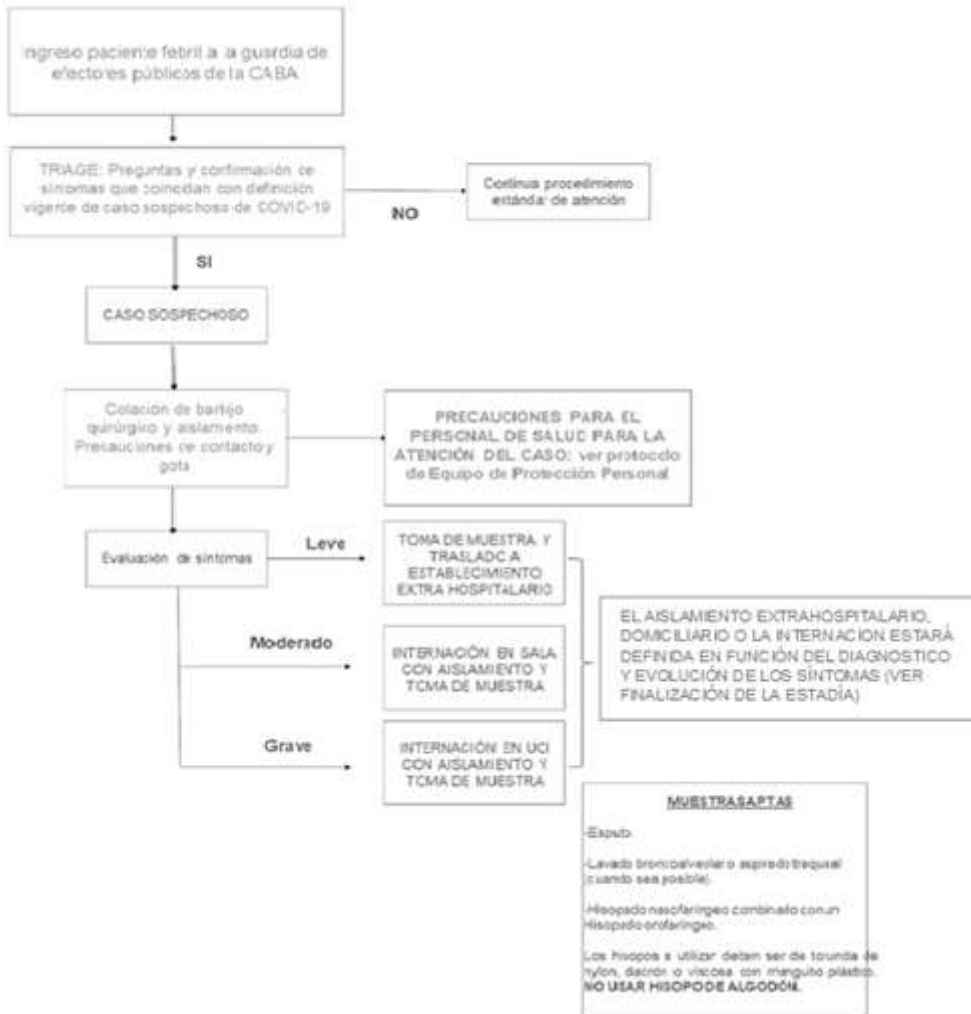 Ingreso paciente febril a la guardia de
efectores públicos de la CABA
TRIAGE: Preguntas y confirmación de
síntomas que coincidan con definición
vigente de caso sospechoso de COVID-19
NO
Continua procedimiento
estándar de atención
SI
CASO SOSPECHOSO
Colación de barbijo
quirúrgico y aislamiento.
Precauciones de contacto y
gota
PRECAUCIONES PARA EL
PERSONAL DE SALUD PARA LA
ATENCIÓN DEL CASO: ver protocolo
de Equipo de Protección Personal
Evaluación de síntomas
Leve
TOMA DE MUESTRA Y
TRASLADO A
ESTABLECIMIENTO
EXTRA HOSPITALARIO
Moderado
INTERNACIÓN EN SALA
CON AISLAMIENTO Y
TOMA DE MUESTRA
Grave
INTERNACIÓN EN UCI
CON AISLAMIENTO Y
TOMA DE MUESTRA
EL AISLAMIENTO EXTRAHOSPITALARIO,
DOMICILIARIO O LA INTERNACION ESTARÁ
DEFINIDA EN FUNCIÓN DEL DIAGNOSTICO
Y EVOLUCIÓN DE LOS SÍNTOMAS (VER
FINALIZACIÓN DE LA ESTADÍA)
MUESTRAS APTAS
-Esputo.
-Lavado broncoalveolar o aspirado traqueal
(cuando sea posible).
-Hisopado nasofaríngeo combinado con un
Hisopado orofaríngeo.
Los hisopos a utilizar deben ser de torunda de
nylon, dacrón o viscosa con manguito plástico.
NO USAR HISOPO DE ALGODÓN.